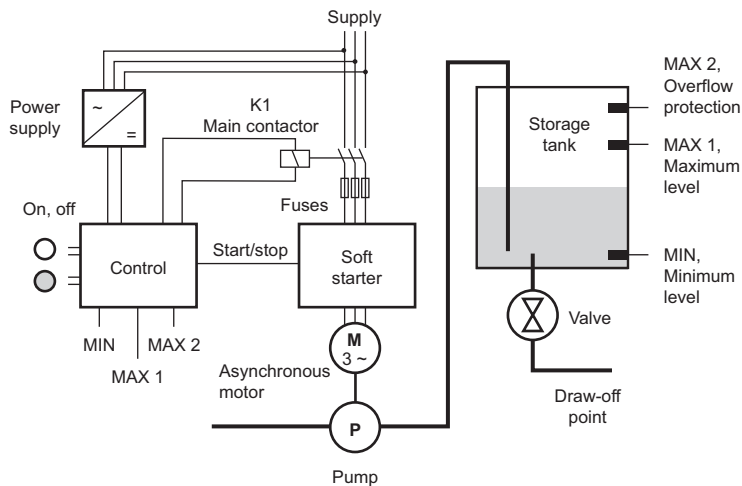 Supply
Power
supply
~
=
K1
Main contactor
Fuses
On, off
Control
Start/stop
Soft
starter
MIN
MAX 1
MAX 2
M
3 ~
Asynchronous
motor
P
Pump
Storage
tank
MAX 2,
Overflow
protection
MAX 1,
Maximum
level
MIN,
Minimum
level
Valve
Draw-off
point